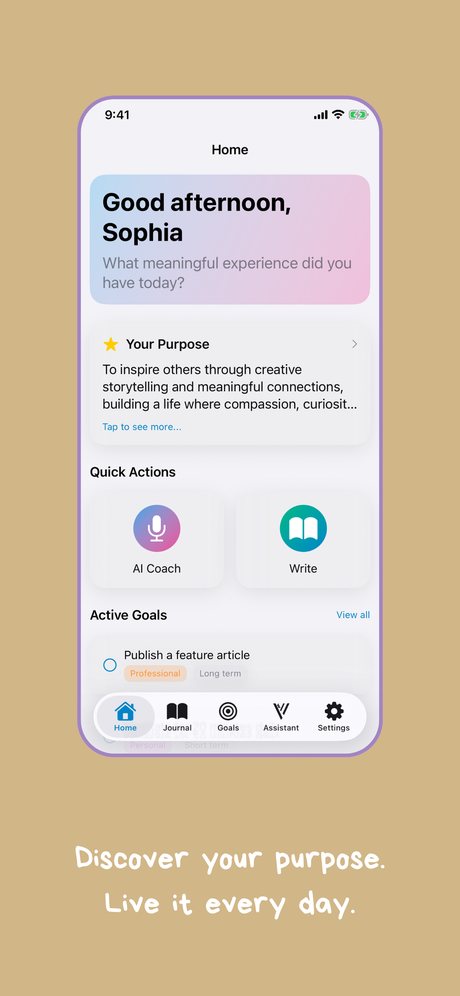 9:41
Home
Good afternoon,
Sophia
What meaningful experience did you
have today?
Your Purpose
To inspire others through creative
storytelling and meaningful connections,
building a life where compassion, curiosit...
Tap to see more...
Quick Actions
AI Coach
Write
Active Goals
View all
Publish a feature article
Professional
Long term
Home
Journal
Goals
Assistant
Settings
Personal
Short term
Discover your purpose.
Live it every day.